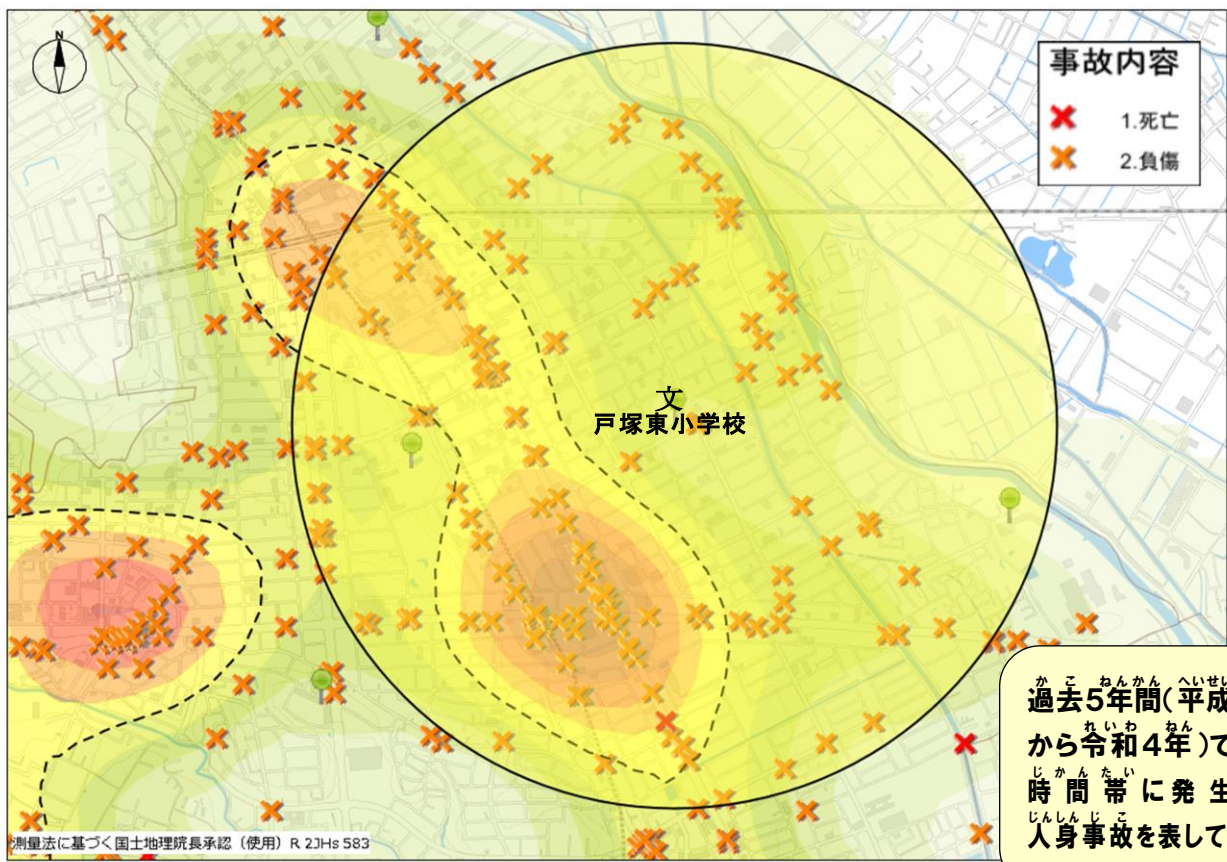 N
事故内容
1.死亡
2.負傷
文
戸塚東小学校
過去5年間(平成
から令和4年)で
時間帯に発生
人身事故を表して
測量法に基づく国土地理院長承認(使用)R 2JHs 583